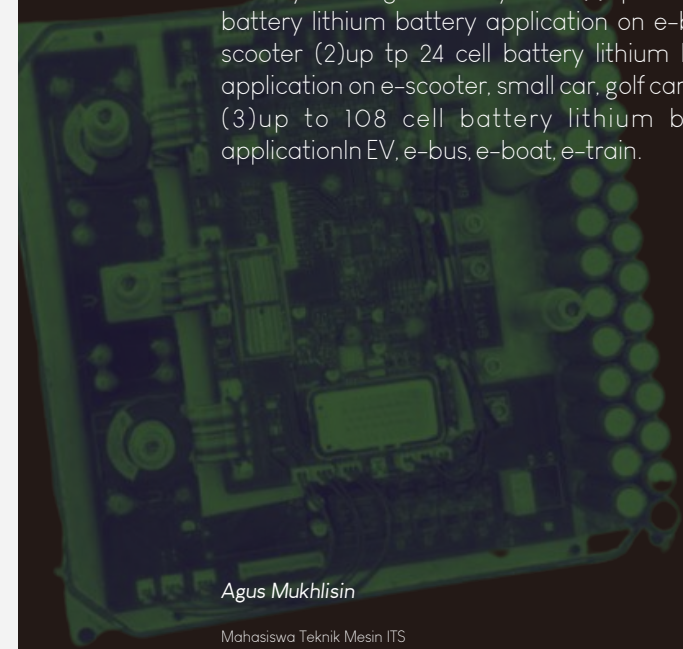 battery lithium battery application on e-b
scooter (2)up tp 24 cell battery lithium
application on e-scooter, small car, golf car
(3)up to 108 cell battery lithium b
applicationIn EV, e-bus, e-boat, e-train.
BATT+
Agus Mukhlisin
Mahasiswa Teknik Mesin ITS